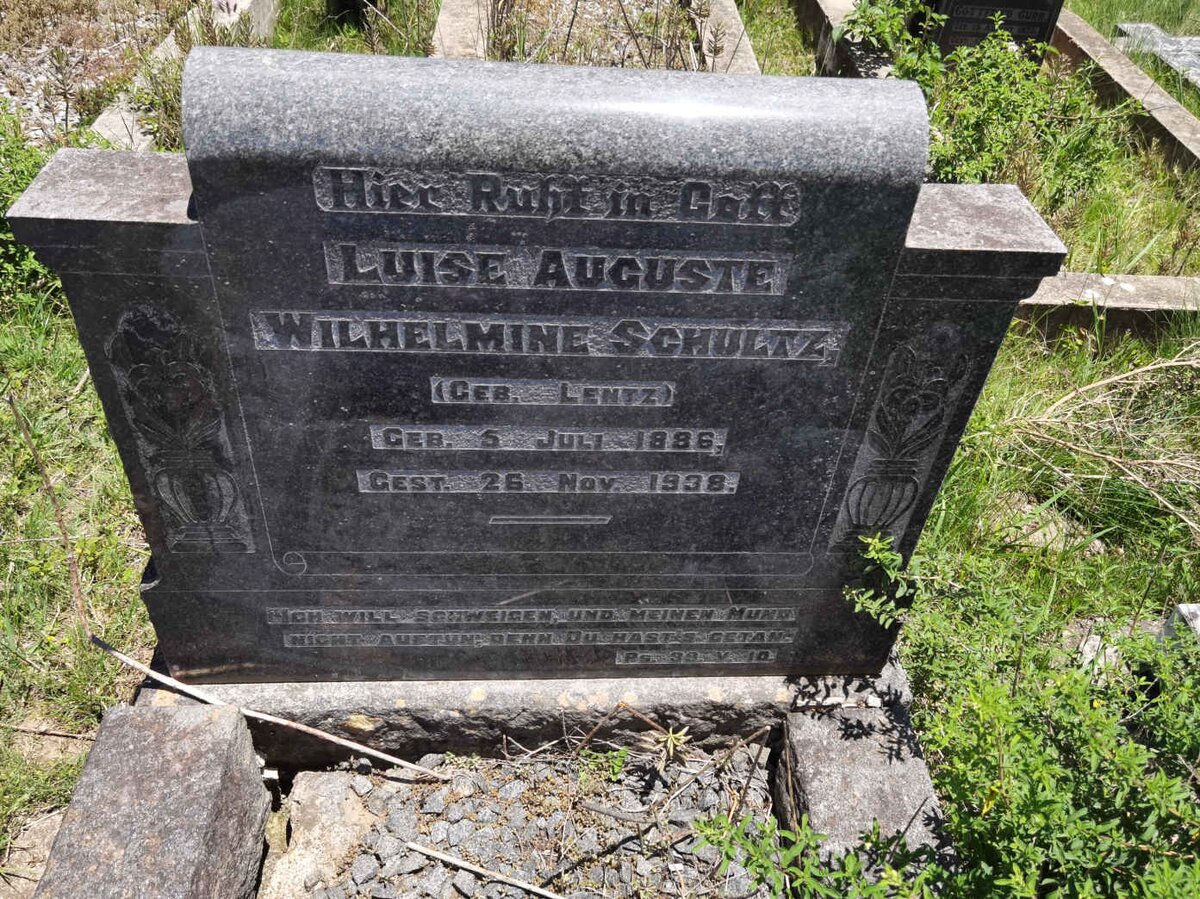 Hier Ruht in Gott
LUISE AUGUSTE
WILHELMINE SCHULTZ,
(GEB. LENTZ)
GEB. 5 JULI 1886,
GEST. 26 NOV. 1938.
ICH WILL SCHWEIGEN UND MEINEN MUND
NICHT AUFTUN, DENN DU HAST'S GETAN.
PS. 39. V. 10.